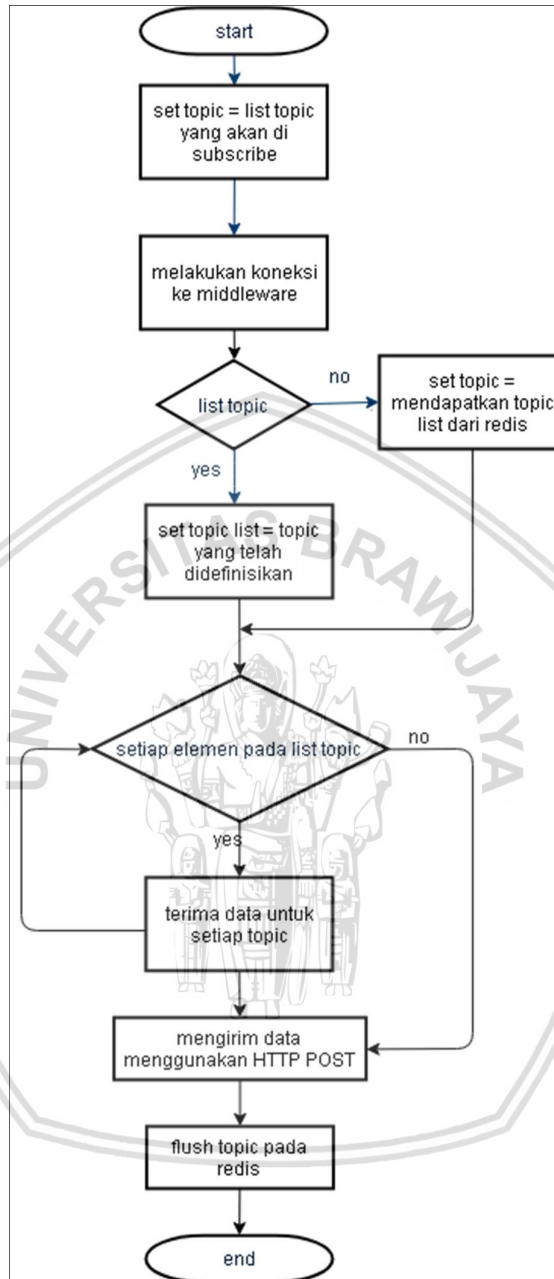 start
set topic = list topic
yang akan di
subscribe
melakukan koneksi
ke middleware
list topic
no
set topic =
mendapatkan topic
list dari redis
yes
set topic list = topic
yang telah
didefinisikan
setiap elemen pada list topic
no
yes
terima data untuk
setiap topic
mengirim data
menggunakan HTTP POST
flush topic pada
redis
end
UNIVERSITAS BRAWIJAYA